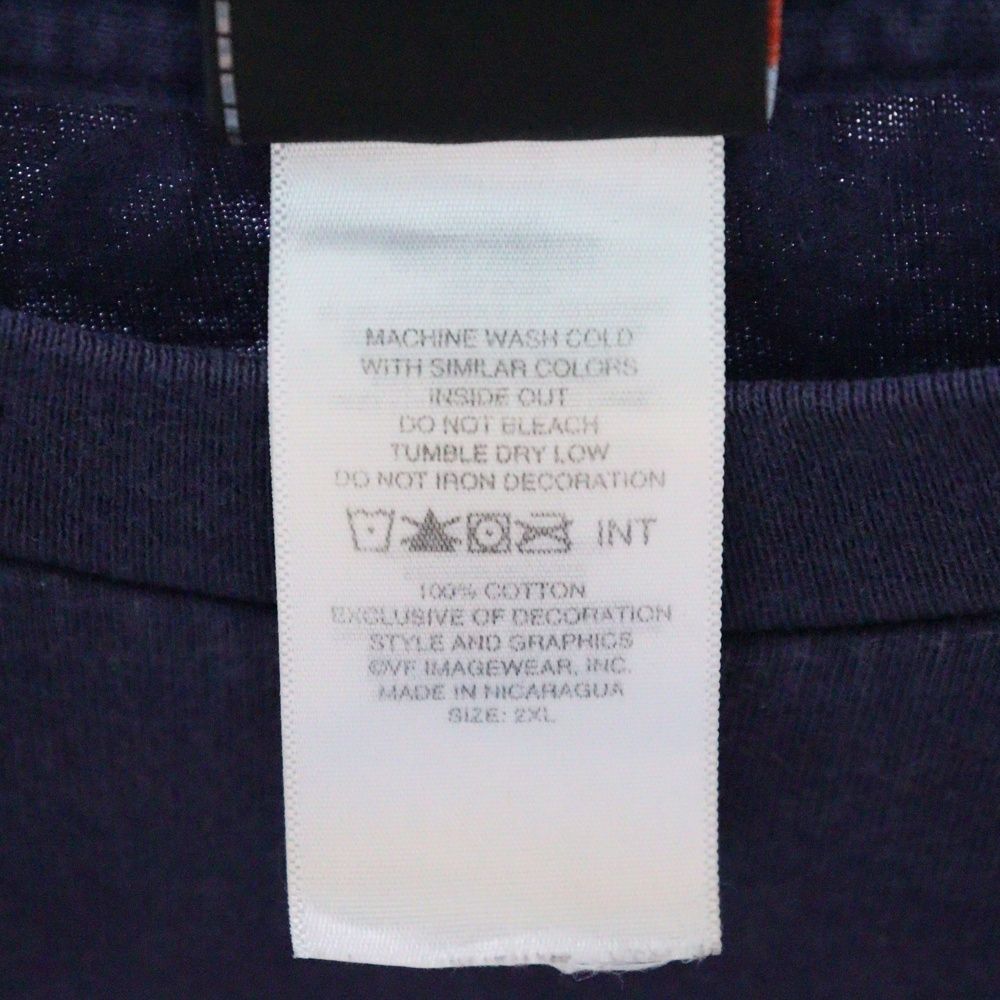 MACHINE WASH COLD
WITH SIMILAR COLORS
INSIDE OUT
DO NOT BLEACH
TUMBLE DRY LOW
DO NOT IRON DECORATION
INT
100% COTTON
EXCLUSIVE OF DECORATION
STYLE AND GRAPHICS
©VF IMAGEWEAR, INC.
MADE IN NICARAGUA
SIZE: 2XL